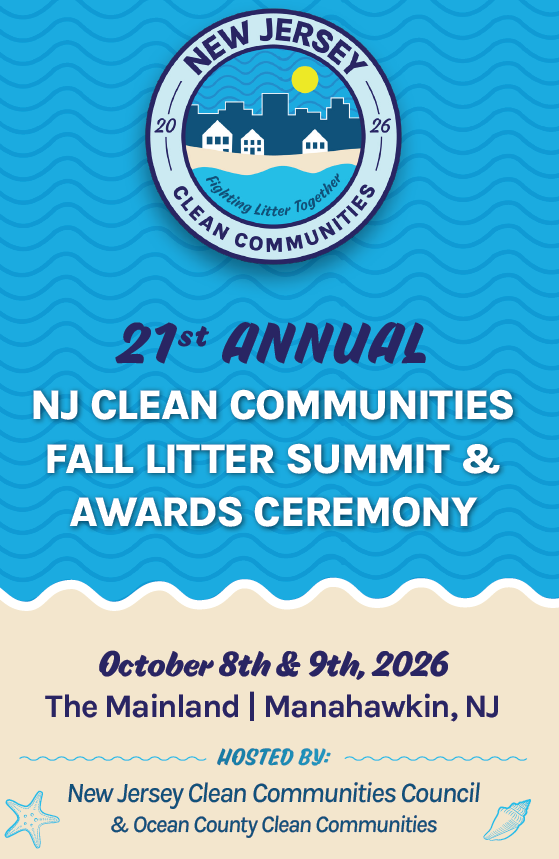 NEW JERSEY
20 26
Fighting Litter Together
CLEAN COMMUNITIES
21st ANNUAL
NJ CLEAN COMMUNITIES
FALL LITTER SUMMIT &
AWARDS CEREMONY
October 8th & 9th, 2026
The Mainland | Manahawkin, NJ
HOSTED BY:
New Jersey Clean Communities Council
& Ocean County Clean Communities